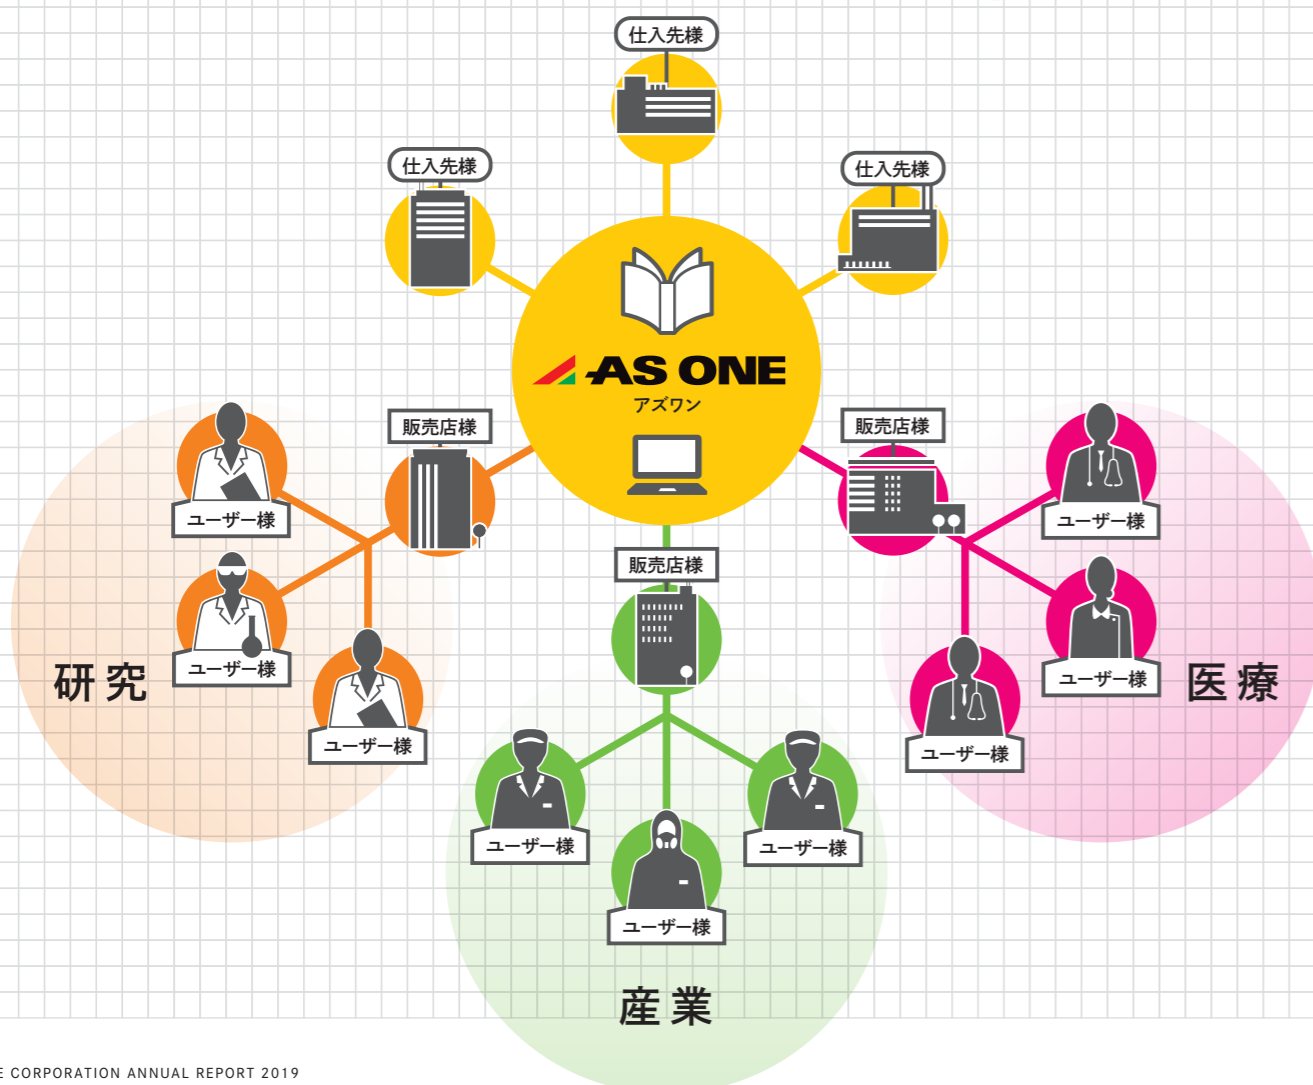 仕入先様
仕入先様
仕入先様
AS ONE
アズワン
販売店様
販売店様
販売店様
ユーザー様
ユーザー様
ユーザー様
研究
ユーザー様
ユーザー様
ユーザー様
医療
ユーザー様
ユーザー様
ユーザー様
産業
E CORPORATION ANNUAL REPORT 2019